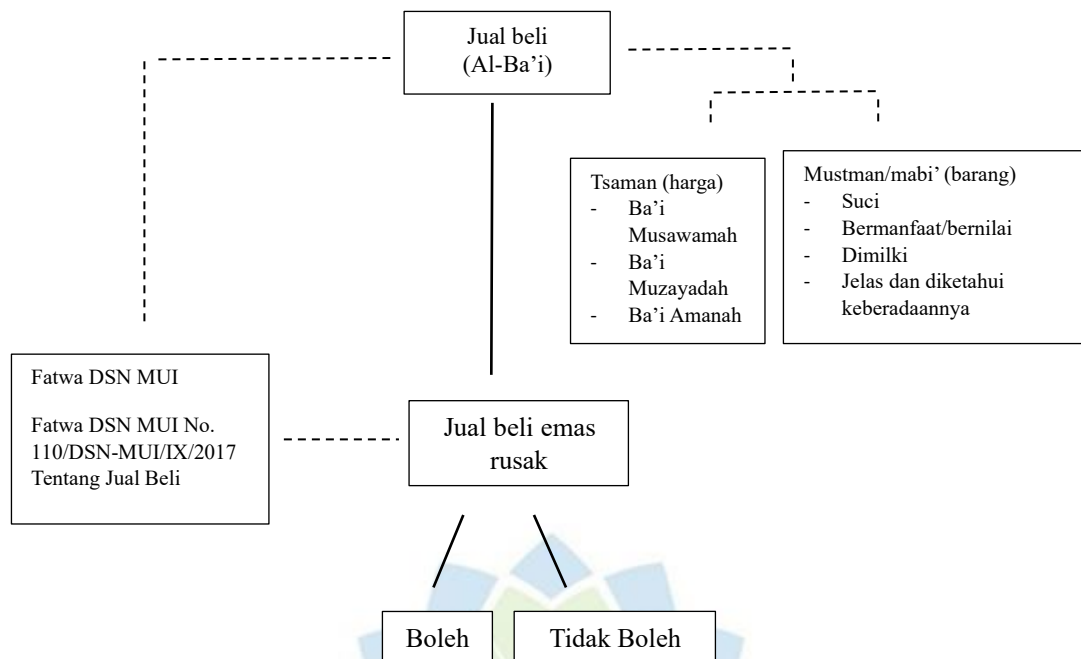 Jual beli
(Al-Ba’i)
Tsaman (harga)
- Ba’i
Musawamah
- Ba’i
Muzayadah
- Ba’i Amanah
Mustman/mabi’ (barang)
- Suci
- Bermanfaat/bernilai
- Dimilki
- Jelas dan diketahui
keberadaannya
Fatwa DSN MUI
Fatwa DSN MUI No.
110/DSN-MUI/IX/2017
Tentang Jual Beli
Jual beli emas
rusak
Boleh
Tidak Boleh